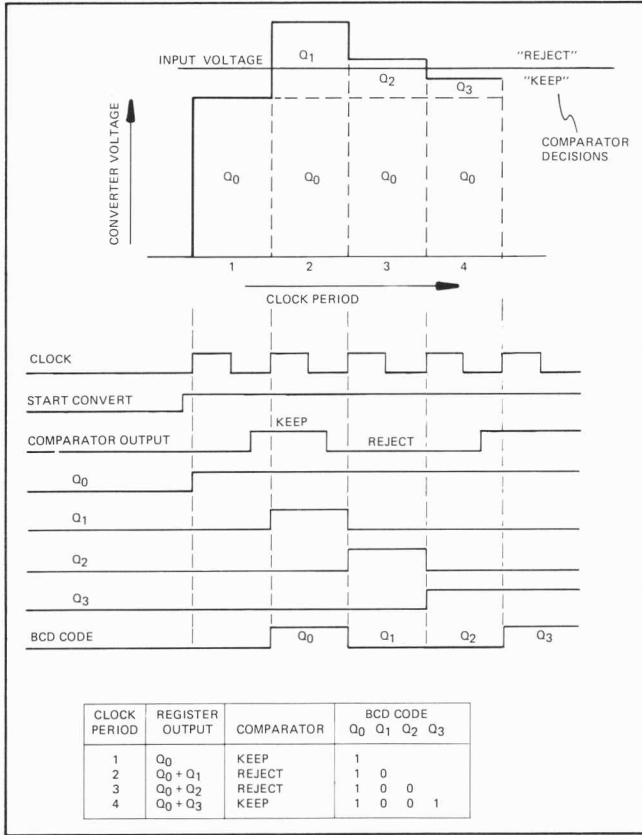 Q1
INPUT VOLTAGE
"REJECT"
Q2
Q3
"KEEP"
COMPARATOR
DECISIONS
CONVERTER VOLTAGE
Q0 Q0 Q0 Q0
1 2 3 4
CLOCK PERIOD
CLOCK
START CONVERT
KEEP
COMPARATOR OUTPUT
REJECT
Q0
Q1
Q2
Q3
BCD CODE Q0 Q1 Q2 Q3
CLOCK PERIOD REGISTER OUTPUT COMPARATOR BCD CODE
Q0 Q1 Q2 Q3
1 Q0 KEEP 1
2 Q0 + Q1 REJECT 1 0
3 Q0 + Q2 REJECT 1 0 0
4 Q0 + Q3 KEEP 1 0 0 1